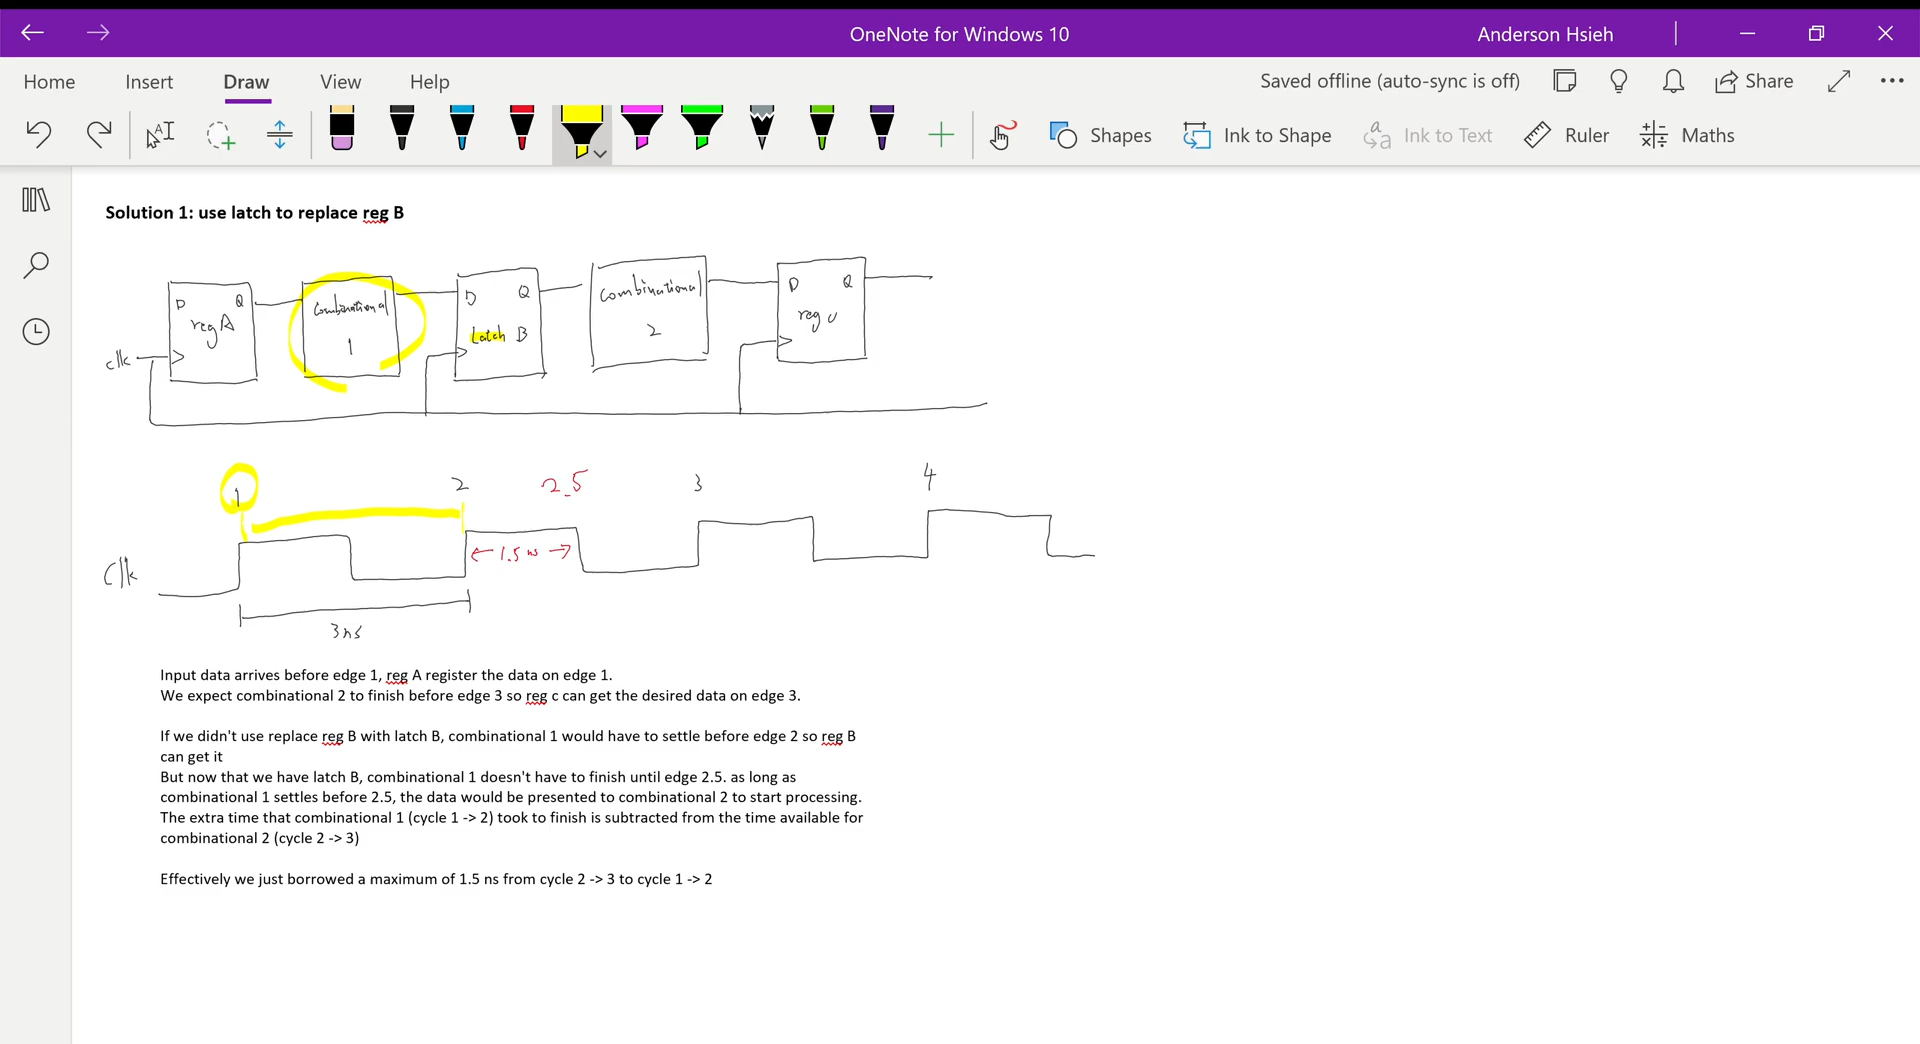 OneNote for Windows 10
Anderson Hsieh
Home Insert Draw View Help
Saved offline (auto-sync is off)
Share
Shapes
Ink to Shape
Ink to Text
Ruler
Maths
Solution 1: use latch to replace reg B
D Q
reg A
clk
Combinational
1
D Q
Latch B
Combinational
2
D Q
reg C
1 2 2.5 3 4
Clk
1.5 ns
3ns
Input data arrives before edge 1, reg A register the data on edge 1.
We expect combinational 2 to finish before edge 3 so reg c can get the desired data on edge 3.
If we didn't use replace reg B with latch B, combinational 1 would have to settle before edge 2 so reg B
can get it
But now that we have latch B, combinational 1 doesn't have to finish until edge 2.5. as long as
combinational 1 settles before 2.5, the data would be presented to combinational 2 to start processing.
The extra time that combinational 1 (cycle 1 -> 2) took to finish is subtracted from the time available for
combinational 2 (cycle 2 -> 3)
Effectively we just borrowed a maximum of 1.5 ns from cycle 2 -> 3 to cycle 1 -> 2